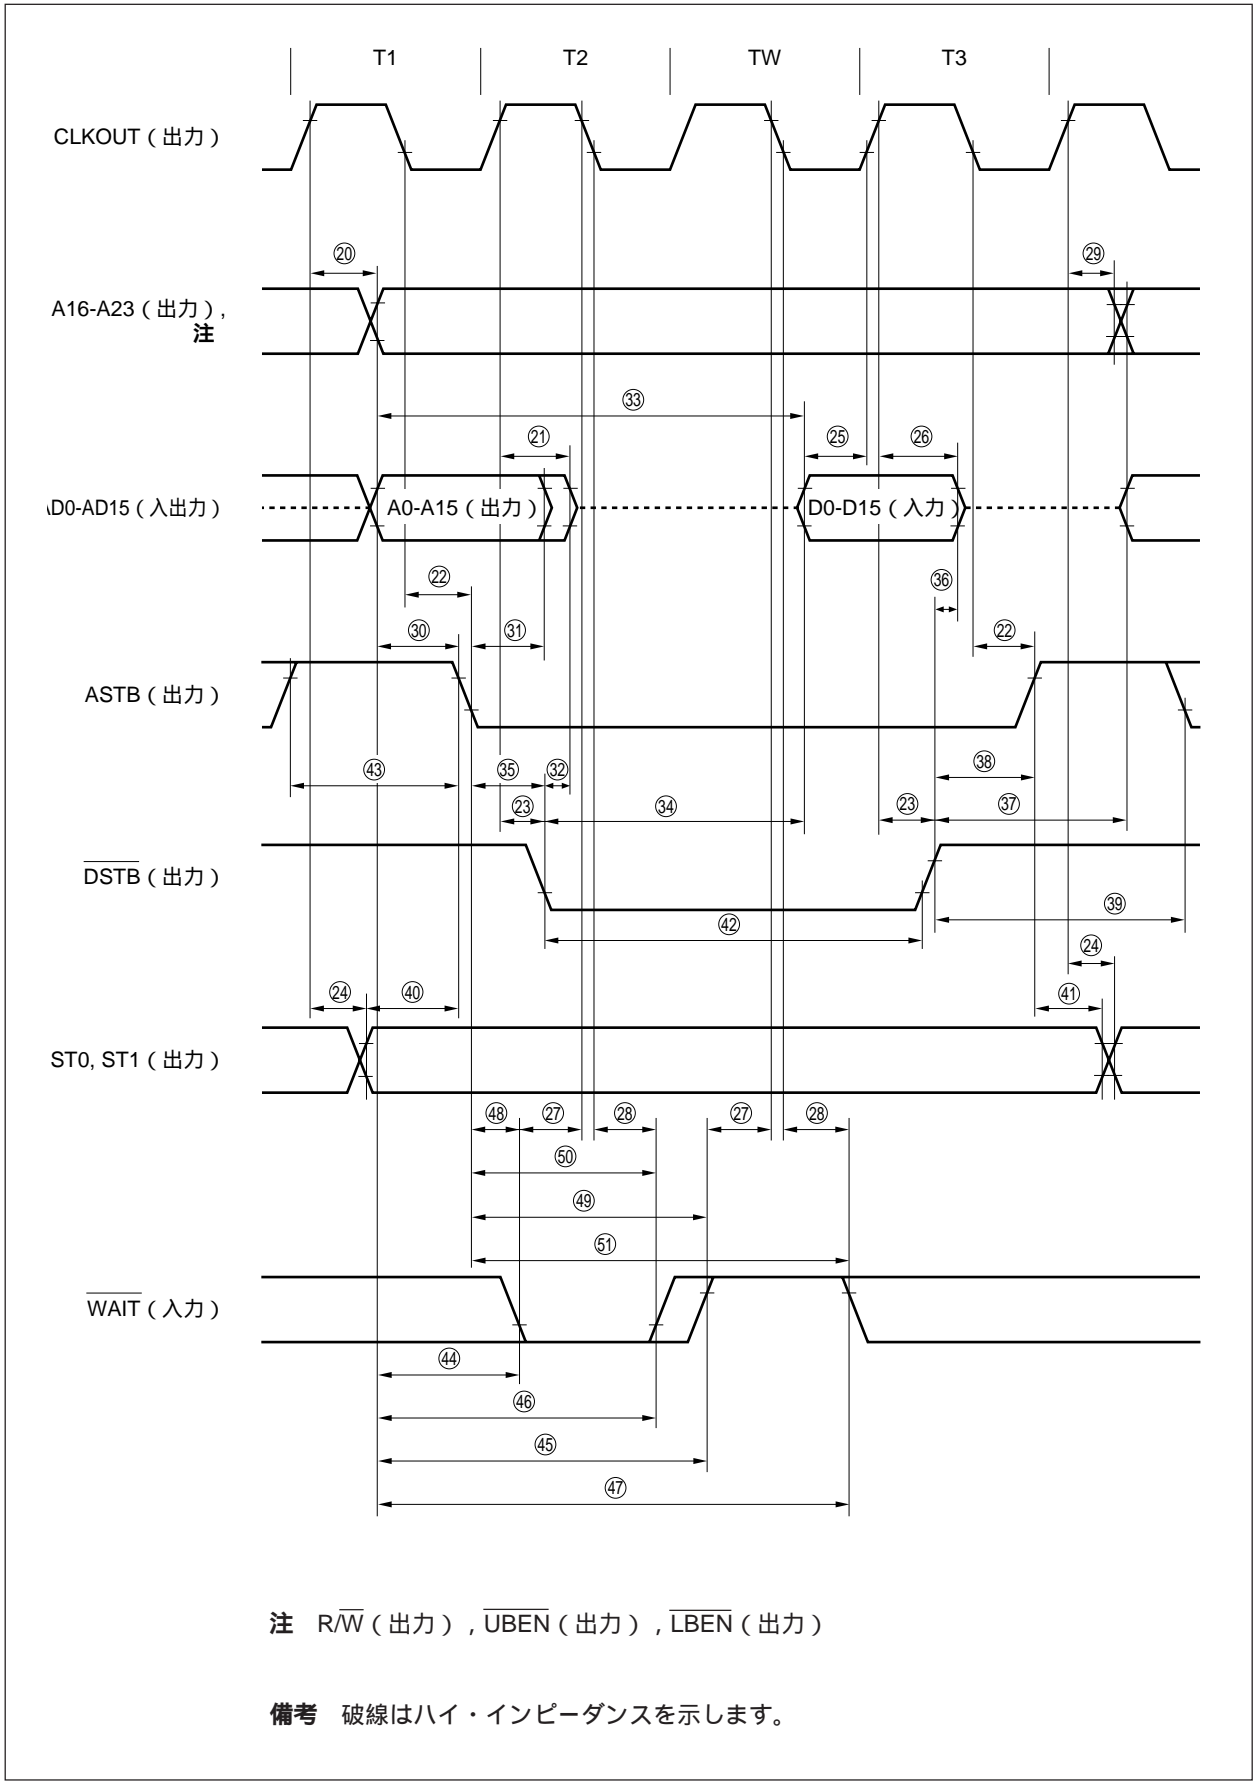 T1 T2 TW T3
CLKOUT(出力)
⑳ ㉙
A16-A23(出力),
注
㉝
㉑ ㉕ ㉖
AD0-AD15(入出力) A0-A15(出力) D0-D15(入力)
㉒ ㊱
㉚ ㉛ ㉒
ASTB(出力)
㊸ ㉟ ㉜ ㊳
㉓ ㉞ ㉓ ㊲
DSTB(出力)
㊷ ㊴
㉔
㉔ ㊵ ㊶
ST0, ST1(出力)
㊽ ㉗ ㉘ ㉗ ㉘
㊿
㊾
51
WAIT(入力)
㊹
㊻
㊺
㊼
注 R/W(出力), UBEN(出力), LBEN(出力)
備考 破線はハイ・インピーダンスを示します。